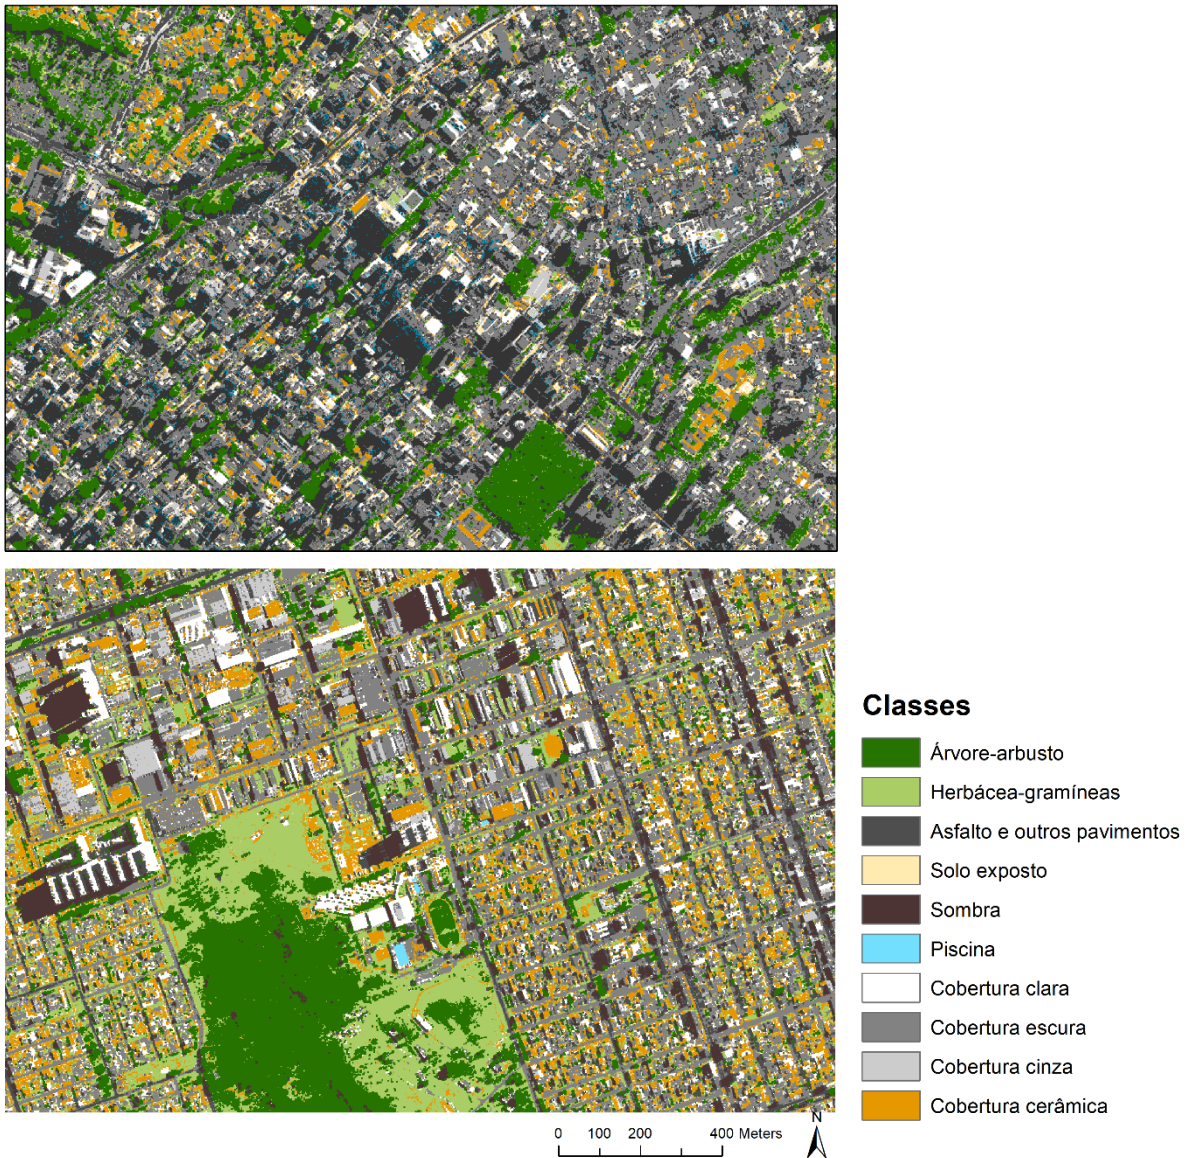 Classes
Árvore-arbusto
Herbácea-gramíneas
Asfalto e outros pavimentos
Solo exposto
Sombra
Piscina
Cobertura clara
Cobertura escura
Cobertura cinza
Cobertura cerâmica
N
0 100 200 400 Meters